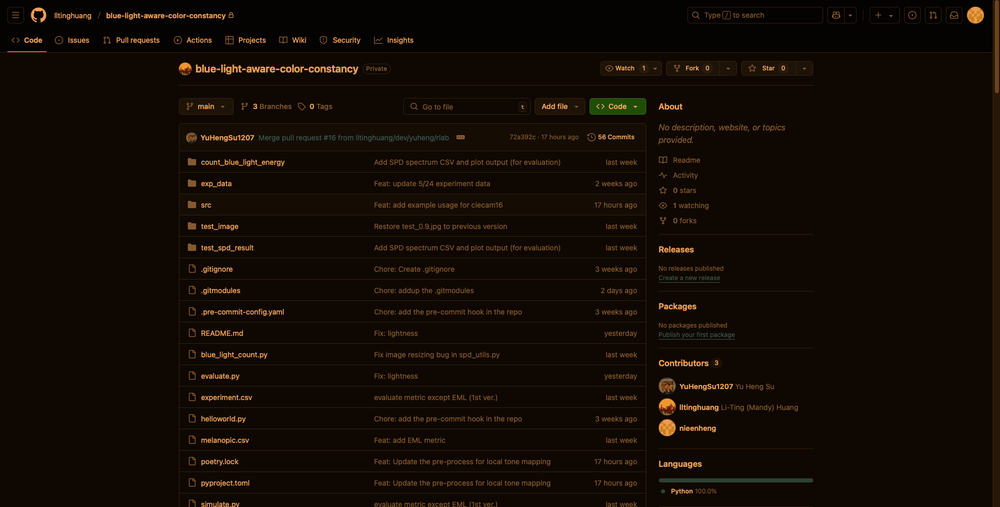 ltinghuang / blue-light-aware-color-constancy
Type / to search
Code Issues Pull requests Actions Projects Wiki Security Insights
blue-light-aware-color-constancy Private
Watch 1 Fork 0 Star 0
main 3 Branches 0 Tags Go to file t Add file Code
YuHengSu1207 Merge pull request #16 from ltinghuang/dev/yuheng/rlab 72a392c · 17 hours ago 56 Commits
count_blue_light_energy Add SPD spectrum CSV and plot output (for evaluation) last week
exp_data Feat: update 5/24 experiment data 2 weeks ago
src Feat: add example usage for ciecam16 17 hours ago
test_image Restore test_0.9.jpg to previous version last week
test_spd_result Add SPD spectrum CSV and plot output (for evaluation) last week
.gitignore Chore: Create .gitignore 3 weeks ago
.gitmodules Chore: addup the .gitmodules 2 days ago
.pre-commit-config.yaml Chore: add the pre-commit hook in the repo 3 weeks ago
README.md Fix: lightness yesterday
blue_light_count.py Fix image resizing bug in spd_utils.py last week
evaluate.py Fix: lightness yesterday
experiment.csv evaluate metric except EML (1st ver.) last week
helloworld.py Chore: add the pre-commit hook in the repo 3 weeks ago
melanopic.csv Feat: add EML metric last week
poetry.lock Feat: Update the pre-process for local tone mapping 17 hours ago
pyproject.toml Feat: Update the pre-process for local tone mapping 17 hours ago
simulate.py evaluate metric except EML (1st ver.) last week
About
No description, website, or topics
provided.
Readme
Activity
0 stars
1 watching
0 forks
Releases
No releases published
Create a new release
Packages
No packages published
Publish your first package
Contributors 3
YuHengSu1207 Yu Heng Su
ltinghuang Li-Ting (Mandy) Huang
nieenheng
Languages
Python 100.0%